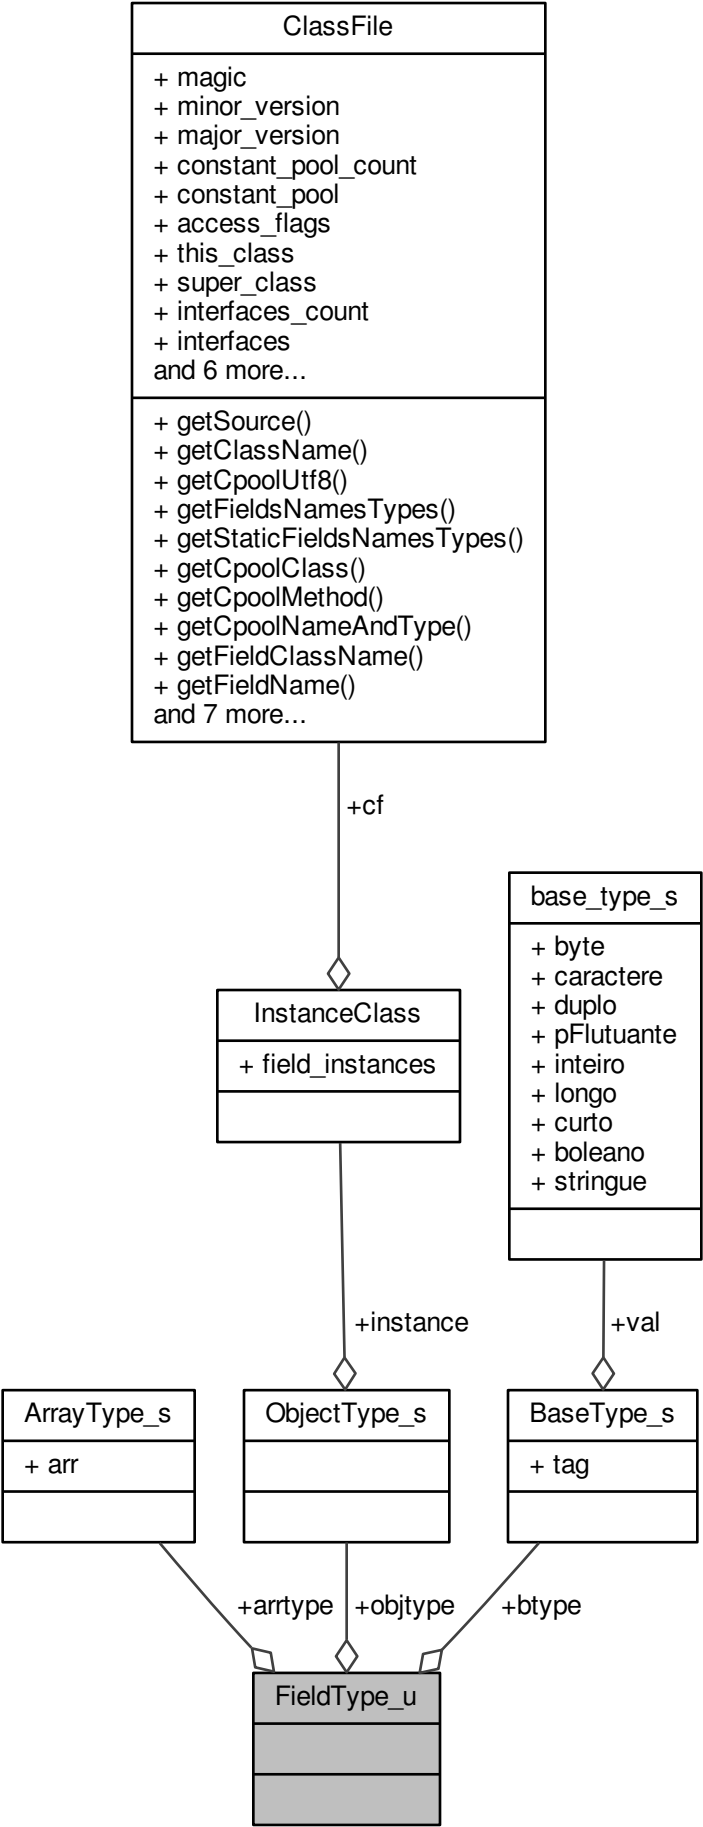 ClassFile
+ magic
+ minor_version
+ major_version
+ constant_pool_count
+ constant_pool
+ access_flags
+ this_class
+ super_class
+ interfaces_count
+ interfaces
and 6 more...
+ getSource()
+ getClassName()
+ getCpoolUtf8()
+ getFieldsNamesTypes()
+ getStaticFieldsNamesTypes()
+ getCpoolClass()
+ getCpoolMethod()
+ getCpoolNameAndType()
+ getFieldClassName()
+ getFieldName()
and 7 more...
+cf
InstanceClass
+ field_instances
base_type_s
+ byte
+ caractere
+ duplo
+ pFlutuante
+ inteiro
+ longo
+ curto
+ boleano
+ stringue
+instance
+val
ArrayType_s
+ arr
ObjectType_s
BaseType_s
+ tag
+arrtype
+objtype
+btype
FieldType_u